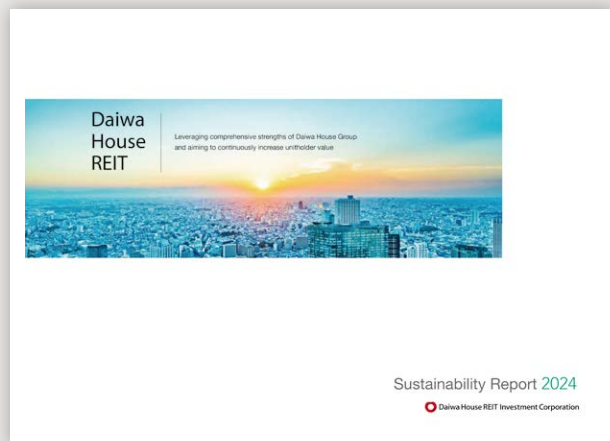 Daiwa
House
REIT
Leveraging comprehensive strengths of Daiwa House Group
and aiming to continuously increase unitholder value
Sustainability Report 2024
Daiwa House REIT Investment Corporation